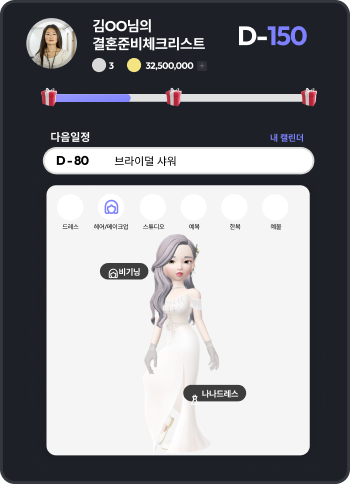 김OO님의
결혼준비체크리스트
D-150
3
32,500,000
+
다음일정
내 캘린더
D - 80 브라이덜 샤워
드레스 헤어/메이크업 스튜디오 예복 한복 예물
비기닝
나나드레스